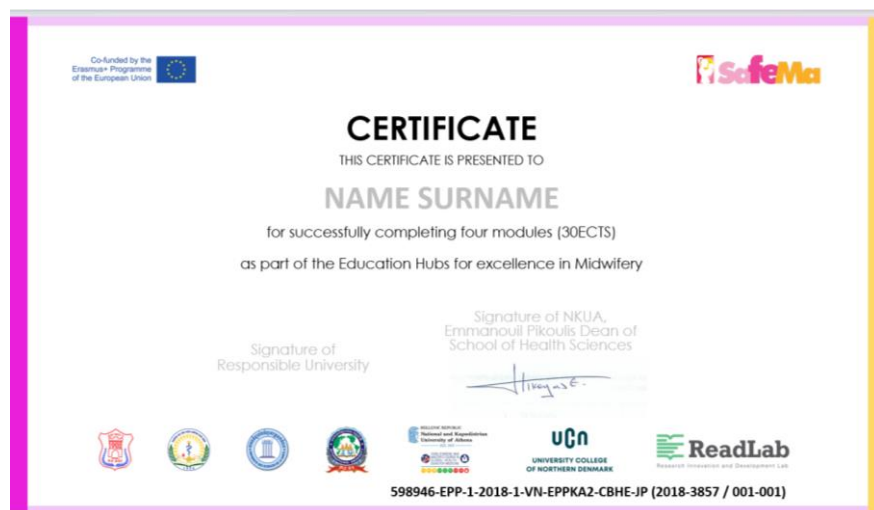 Co-funded by the
Erasmus+ Programme
of the European Union
SafeMa
CERTIFICATE
THIS CERTIFICATE IS PRESENTED TO
NAME SURNAME
for successfully completing four modules (30ECTS)
as part of the Education Hubs for excellence in Midwifery
Signature of
Responsible University
Signature of NKUA,
Emmanouil Pikoulis Dean of
School of Health Sciences
HELLENIC REPUBLIC
National and Kapodistrian
University of Athens
UCN
UNIVERSITY COLLEGE
OF NORTHERN DENMARK
ReadLab
Research Innovation and Development Lab
598946-EPP-1-2018-1-VN-EPPKA2-CBHE-JP (2018-3857 / 001-001)